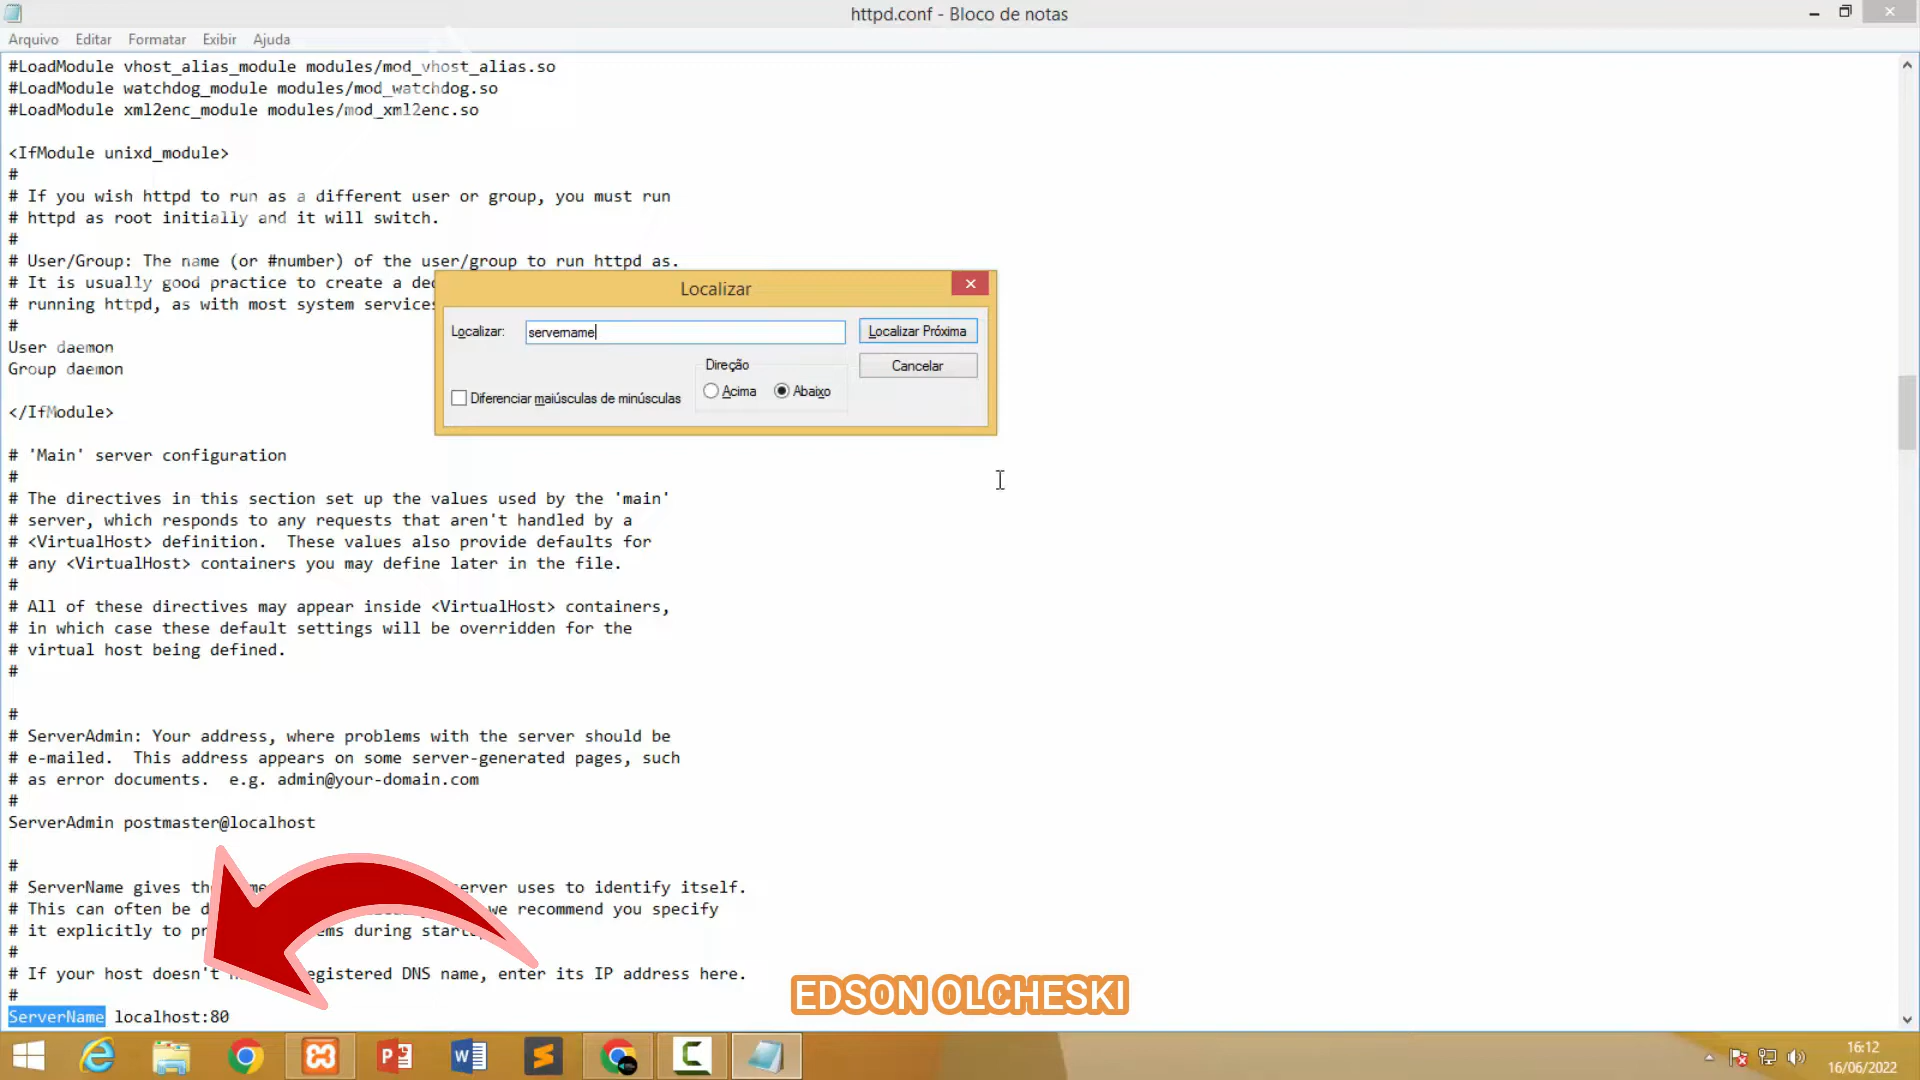 httpd.conf - Bloco de notas
Arquivo Editar Formatar Exibir Ajuda
#LoadModule vhost_alias_module modules/mod_vhost_alias.so
#LoadModule watchdog_module modules/mod_watchdog.so
#LoadModule xml2enc_module modules/mod_xml2enc.so
<IfModule unixd_module>
#
# If you wish httpd to run as a different user or group, you must run
# httpd as root initially and it will switch.
#
# User/Group: The name (or #number) of the user/group to run httpd as.
# It is usually good practice to create a
# running httpd, as with most system services
#
User daemon
Group daemon
</IfModule>
Localizar
Localizar: servername
Localizar Próxima
Cancelar
Direção
Acima Abaixo
Diferenciar maiúsculas de minúsculas
# 'Main' server configuration
#
# The directives in this section set up the values used by the 'main'
# server, which responds to any requests that aren't handled by a
# <VirtualHost> definition.  These values also provide defaults for
# any <VirtualHost> containers you may define later in the file.
#
# All of these directives may appear inside <VirtualHost> containers,
# in which case these default settings will be overridden for the
# virtual host being defined.
#
#
# ServerAdmin: Your address, where problems with the server should be
# e-mailed.  This address appears on some server-generated pages, such
# as error documents.  e.g. admin@your-domain.com
#
ServerAdmin postmaster@localhost
#
# ServerName gives uses to identify itself.
# This can often be we recommend you specify
# it explicitly to during
#
# If your host doesn't DNS name, enter its IP address here.
#
ServerName localhost:80
EDSON OLCHESKI
16:12
16/06/2022